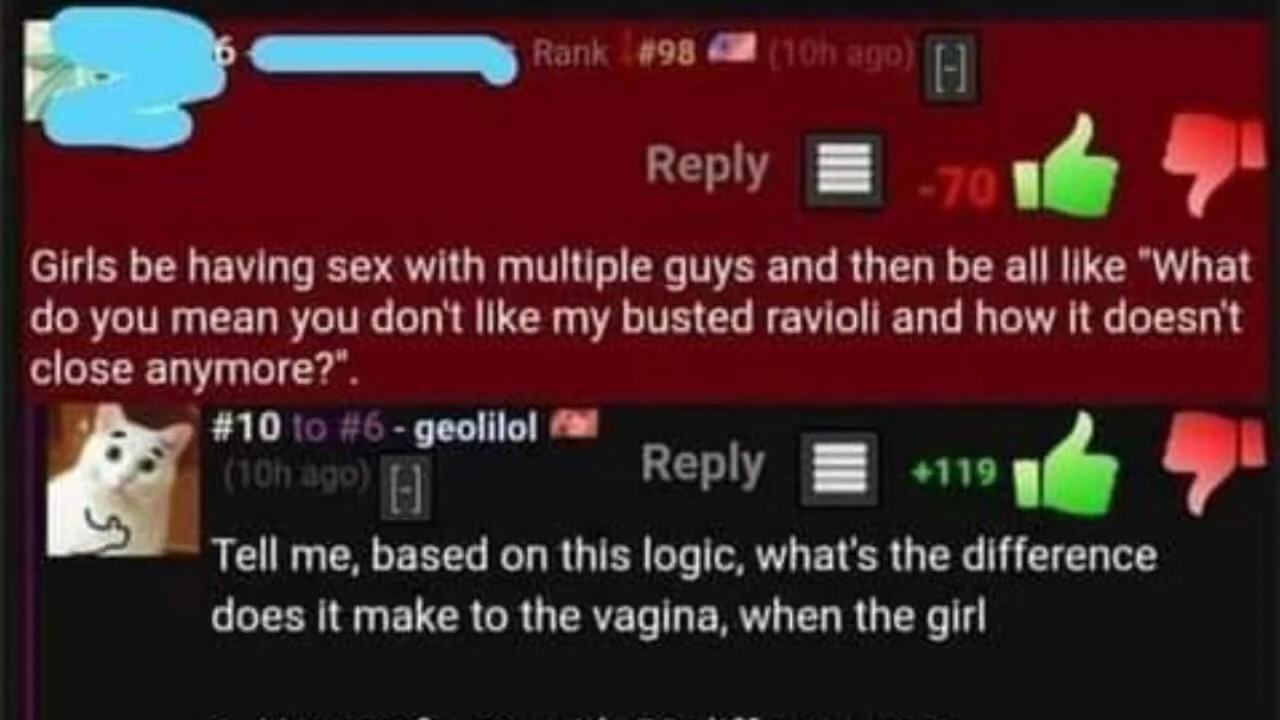 6 - Rank #98 (10h ago) [-]
Reply -70
Girls be having sex with multiple guys and then be all like "What
do you mean you don't like my busted ravioli and how it doesn't
close anymore?".
#10 to #6 - geolilol
(10h ago) [-] Reply +119
Tell me, based on this logic, what's the difference
does it make to the vagina, when the girl